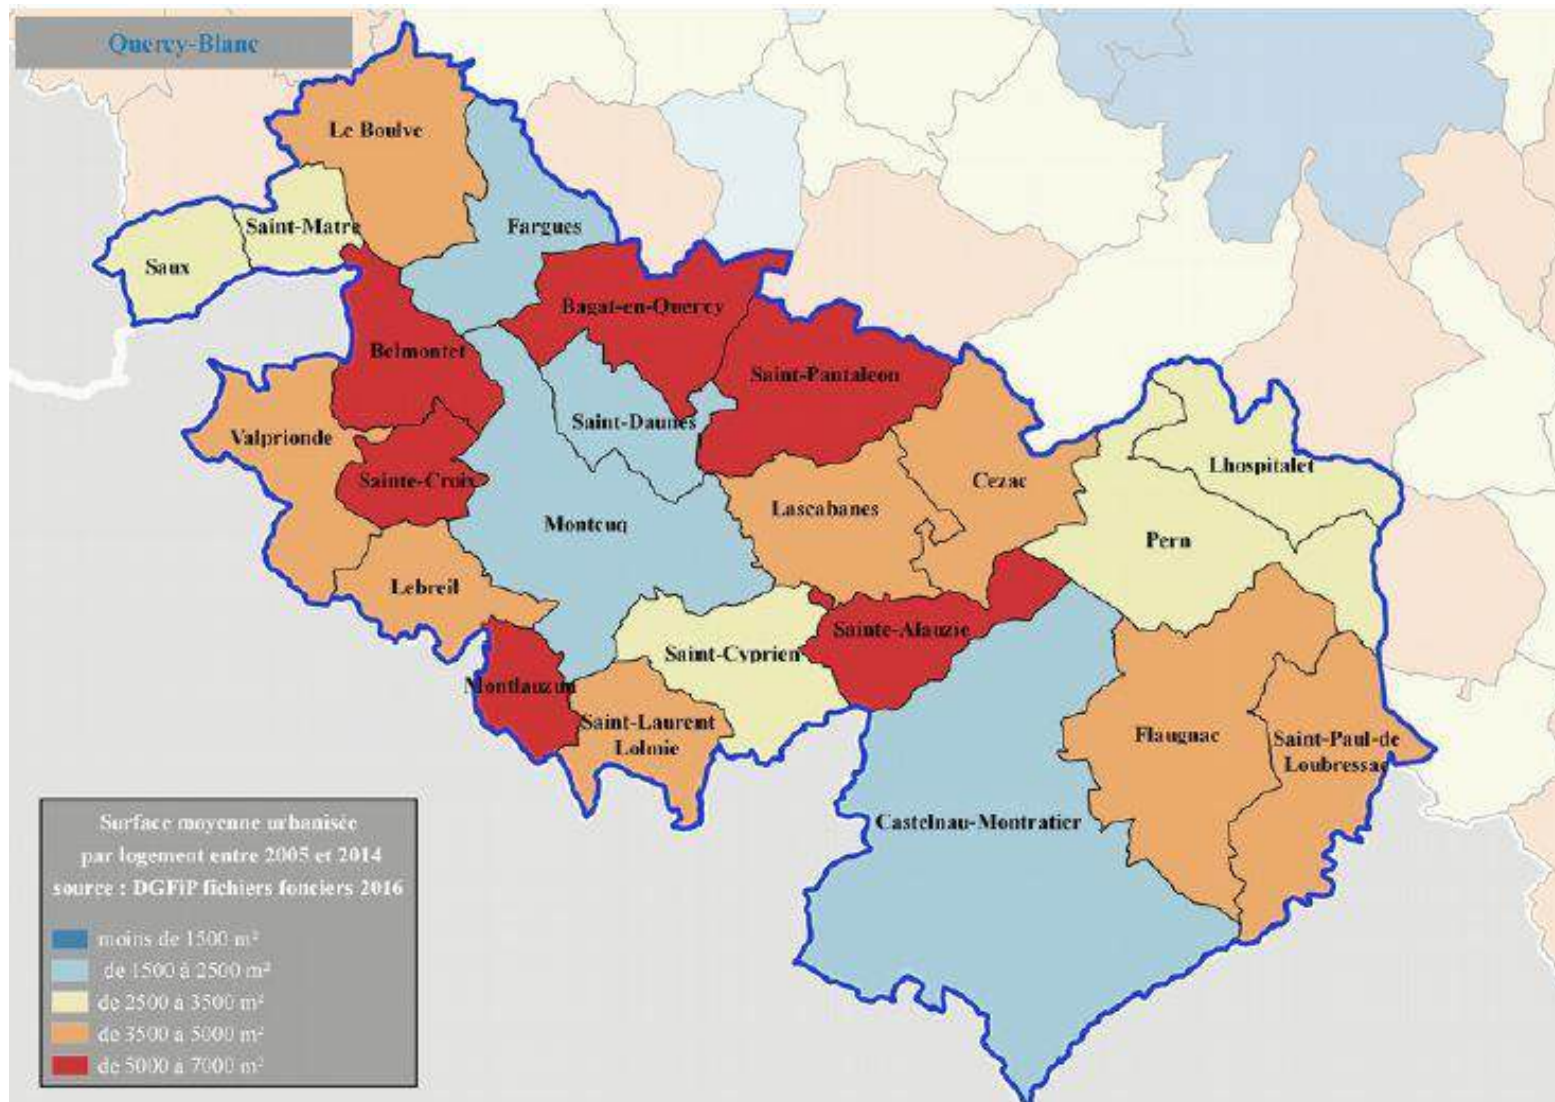 Quercy-Blanc
Le Boulve
Saint-Matre
Fargues
Saux
Bagat-en-Quercy
Belmontet
Saint-Pantaleon
Saint-Daunes
Valprionde
Lhospitalet
Sainte-Croix
Cezac
Lascabanes
Montcuq
Pern
Lebreil
Sainte-Alauzie
Saint-Cyprien
Montlauzun
Saint-Laurent
Lolmie
Flaugnac
Saint-Paul-de
Loubressac
Castelnau-Montratier
Surface moyenne urbanisée
par logement entre 2005 et 2014
source : DGFiP fichiers fonciers 2016
moins de 1500 m²
de 1500 à 2500 m²
de 2500 à 3500 m²
de 3500 à 5000 m²
de 5000 à 7000 m²